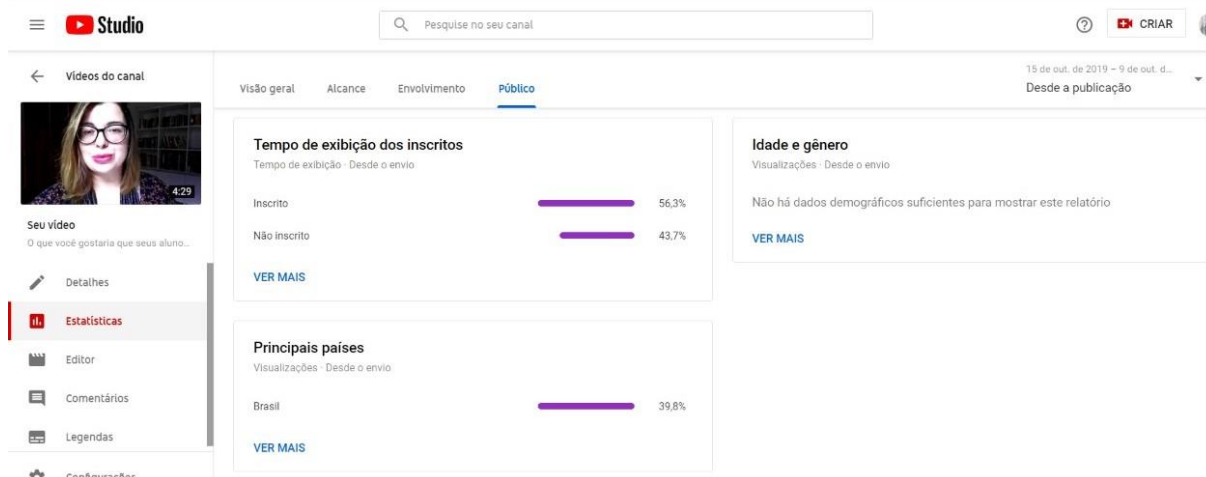 Studio
Pesquise no seu canal
CRIAR
Vídeos do canal
4:29
Seu vídeo
O que você gostaria que seus aluno...
Detalhes
Estatísticas
Editor
Comentários
Legendas
Configurações
Visão geral Alcance Envolvimento Público
15 de out. de 2019 – 9 de out. d...
Desde a publicação
Tempo de exibição dos inscritos
Tempo de exibição · Desde o envio
Inscrito 56,3%
Não inscrito 43,7%
VER MAIS
Idade e gênero
Visualizações · Desde o envio
Não há dados demográficos suficientes para mostrar este relatório
VER MAIS
Principais países
Visualizações · Desde o envio
Brasil 39,8%
VER MAIS